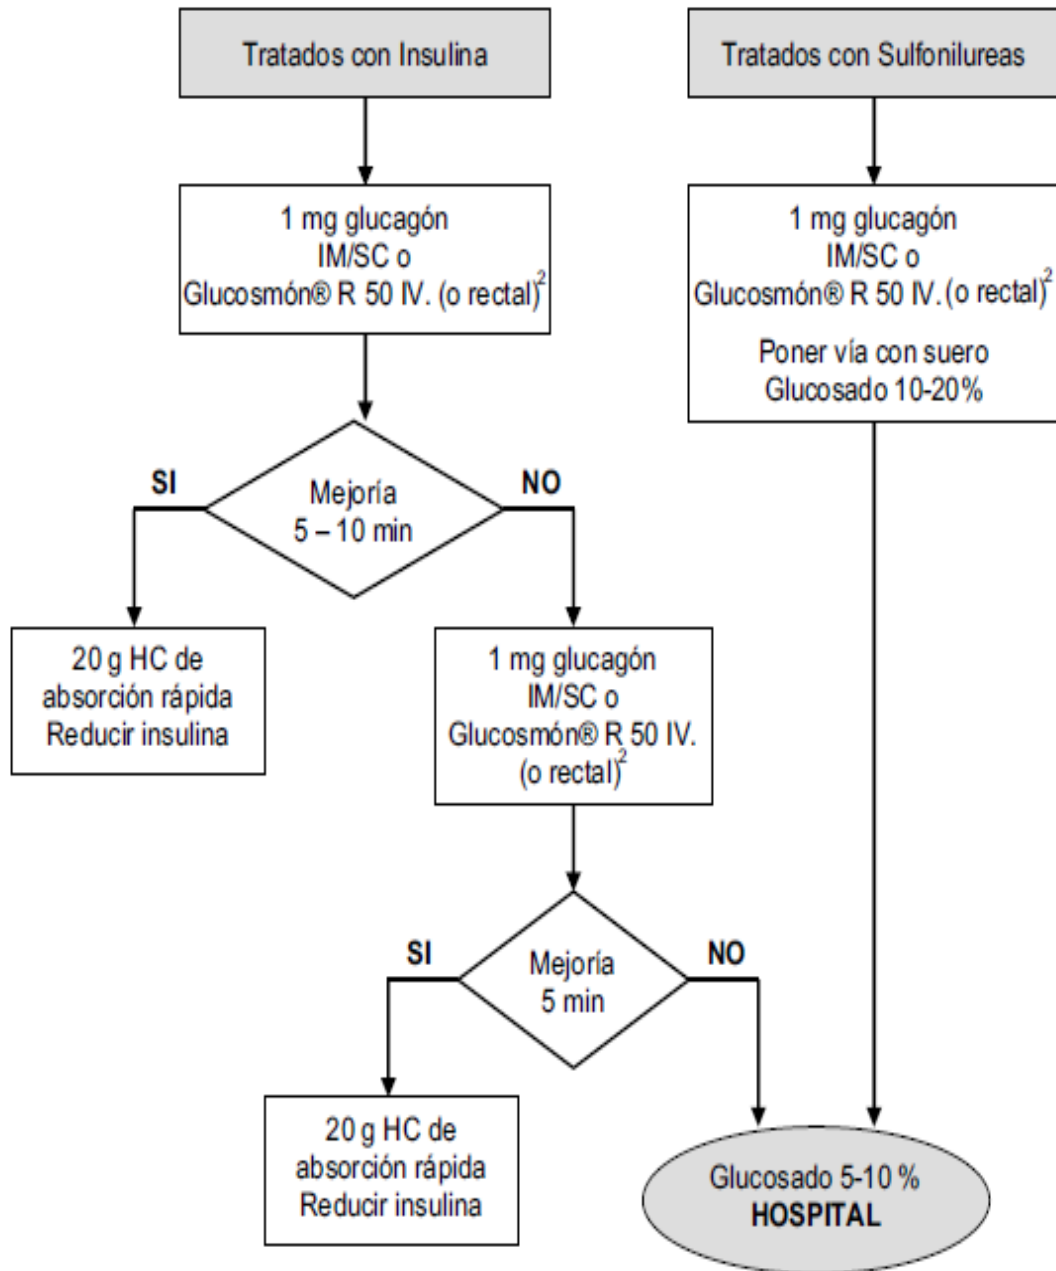 Tratados con Insulina
Tratados con Sulfonilureas
1 mg glucagón
IM/SC o
Glucosmón® R 50 IV. (o rectal)²
1 mg glucagón
IM/SC o
Glucosmón® R 50 IV. (o rectal)²
Poner vía con suero
Glucosado 10-20%
SI
Mejoría
5 – 10 min
NO
20 g HC de
absorción rápida
Reducir insulina
1 mg glucagón
IM/SC o
Glucosmón® R 50 IV.
(o rectal)²
SI
Mejoría
5 min
NO
20 g HC de
absorción rápida
Reducir insulina
Glucosado 5-10 %
HOSPITAL